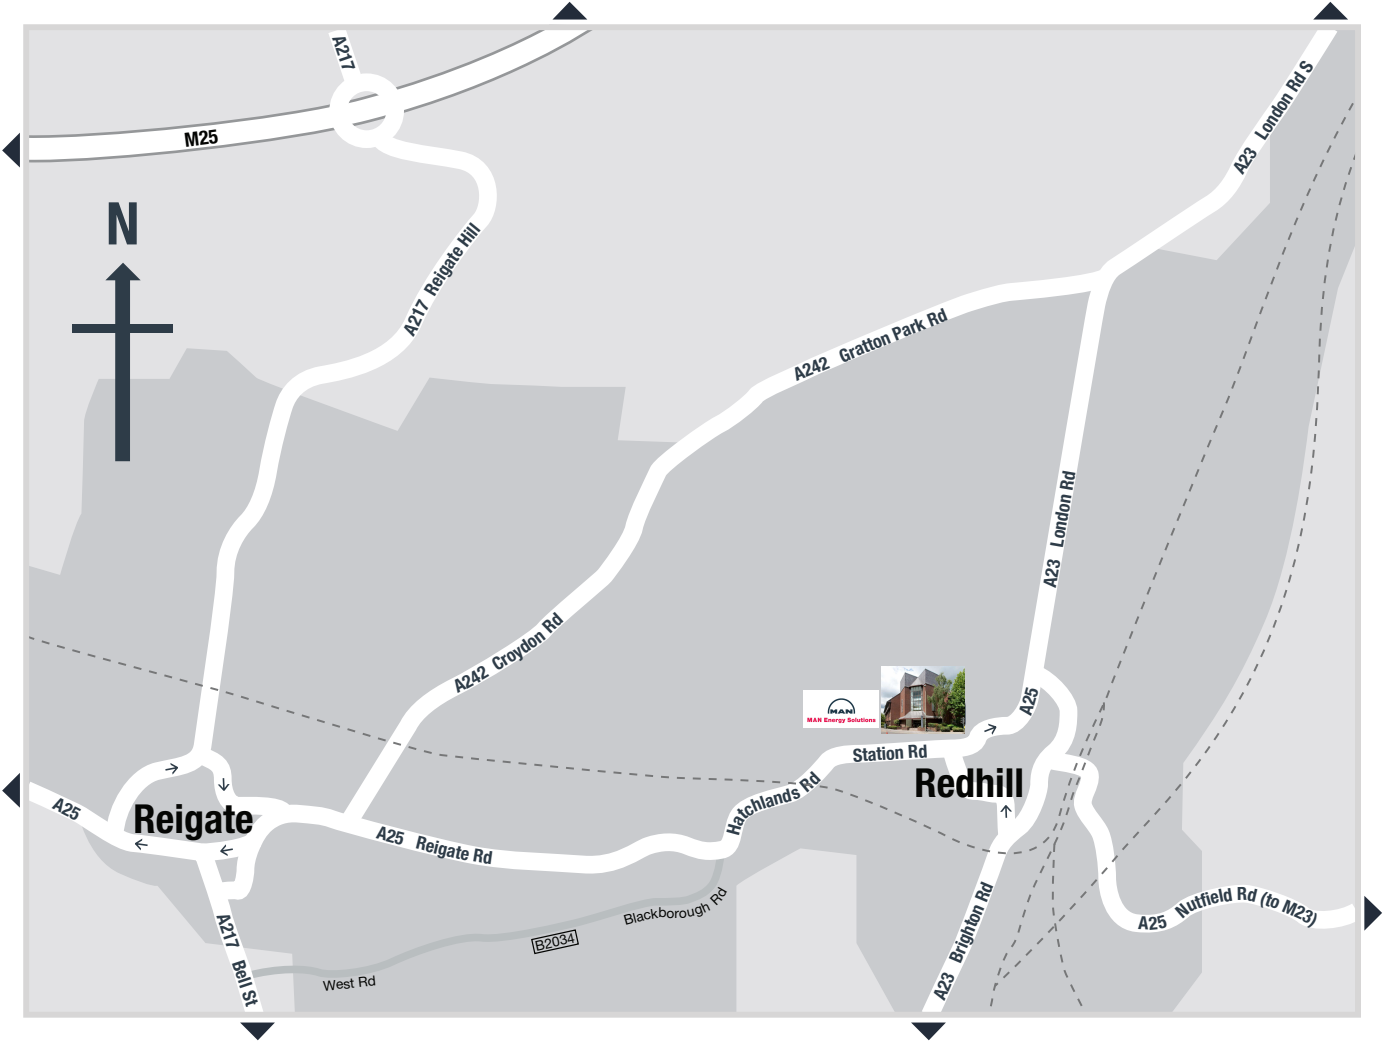 A217
M25
A23 London Rd S
N
A217 Reigate Hill
A242 Gratton Park Rd
A23 London Rd
A242 Croydon Rd
MAN
MAN Energy Solutions
A25
Station Rd
Redhill
Hatchlands Rd
A25
Reigate
A25 Reigate Rd
Blackborough Rd
A25 Nutfield Rd (to M23)
B2034
A217 Bell St
West Rd
A23 Brighton Rd